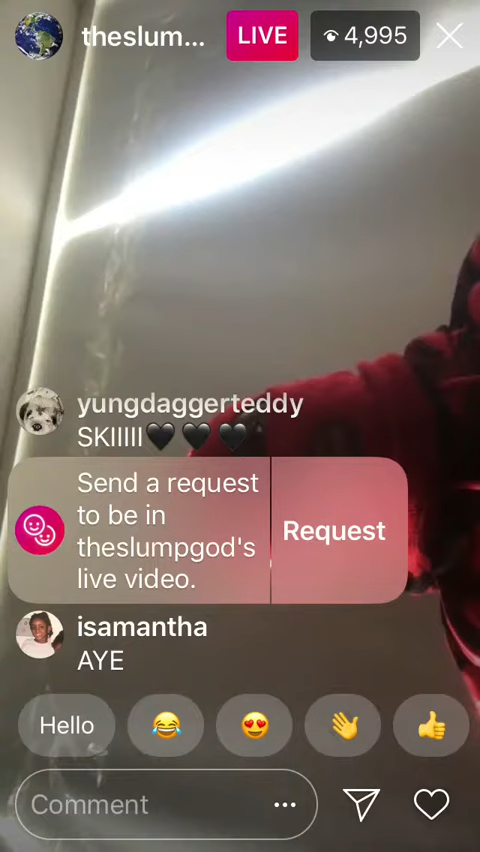 theslum...
LIVE
4,995
yungdaggerteddy
SKIIIII🖤🖤🖤
Send a request
to be in
theslumpgod's
live video.
Request
isamantha
AYE
Hello 😂 😍 👋 👍
Comment